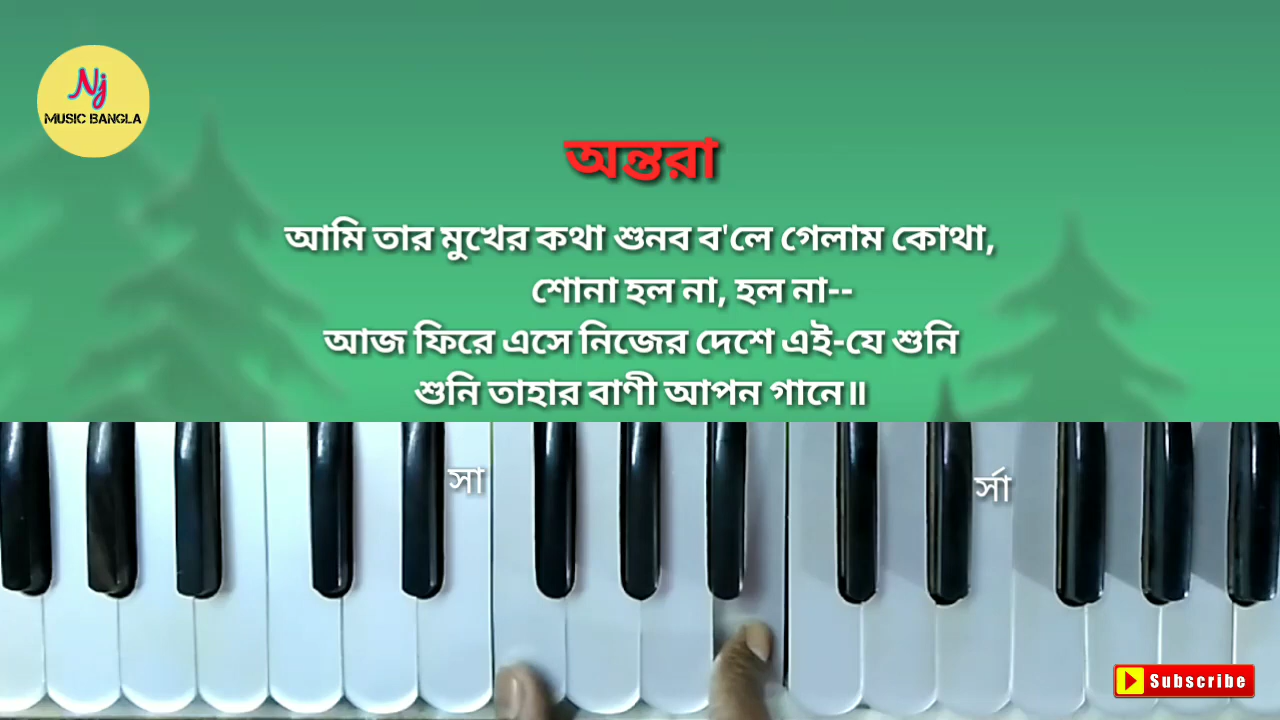 Nj
MUSIC BANGLA
অন্তরা
আমি তার মুখের কথা শুনব ব'লে গেলাম কোথা,
শোনা হল না, হল না--
আজ ফিরে এসে নিজের দেশে এই-যে শুনি
শুনি তাহার বাণী আপন গানে॥
সা
র্সা
Subscribe